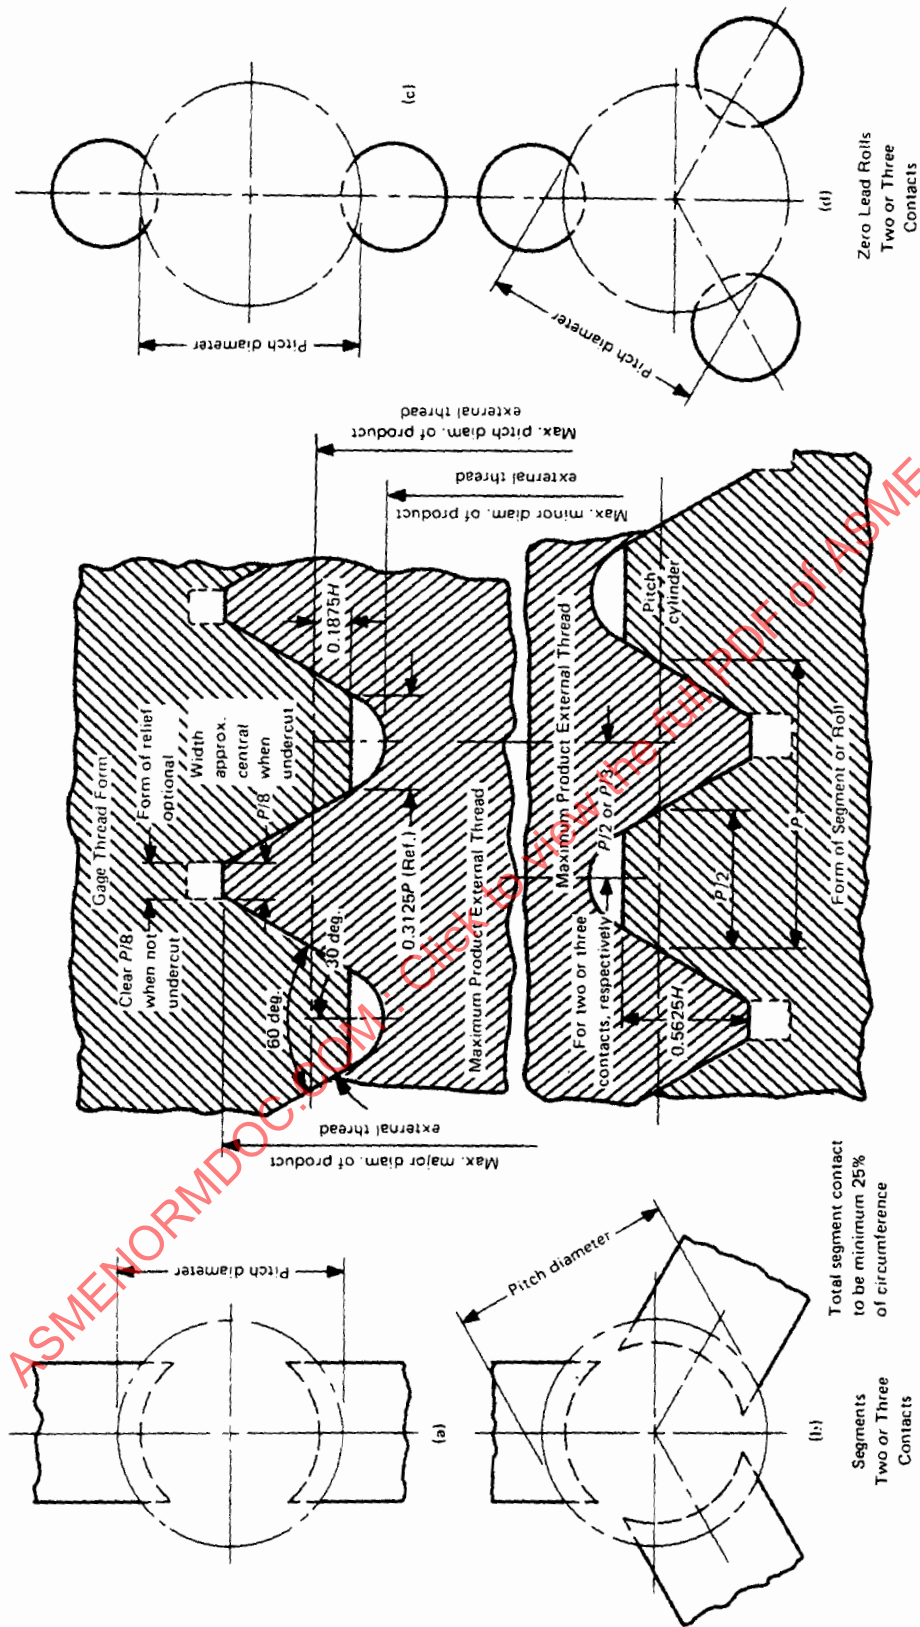 Pitch diameter
(a)
Pitch diameter
(b)
Segments
Two or Three
Contacts
Total segment contact
to be minimum 25%
of circumference
Max. major diam. of product
external thread
Gage Thread Form
Clear P/8
when not
undercut
Form of relief
optional
Width
approx.
central
when
undercut
P/8
60 deg.
30 deg.
0.3125P (Ref.)
0.1875H
Maximum Product External Thread
Max. minor diam. of product
external thread
Max. pitch diam. of product
external thread
Maximum Product External Thread
For two or three
contacts, respectively
P/2 or P/3
Pitch
cylinder
0.5625H
P/2
P
Form of Segment or Roll
Pitch diameter
(c)
Pitch diameter
(d)
Zero Lead Rolls
Two or Three
Contacts
ASMENORMDOC.COM : Click to view the full PDF of ASME